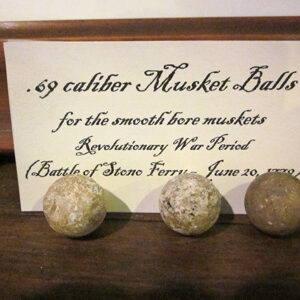 .69 caliber Musket Balls
for the smooth bore muskets
Revolutionary War Period
(Battle of Stono Ferry - June 20, 1779)